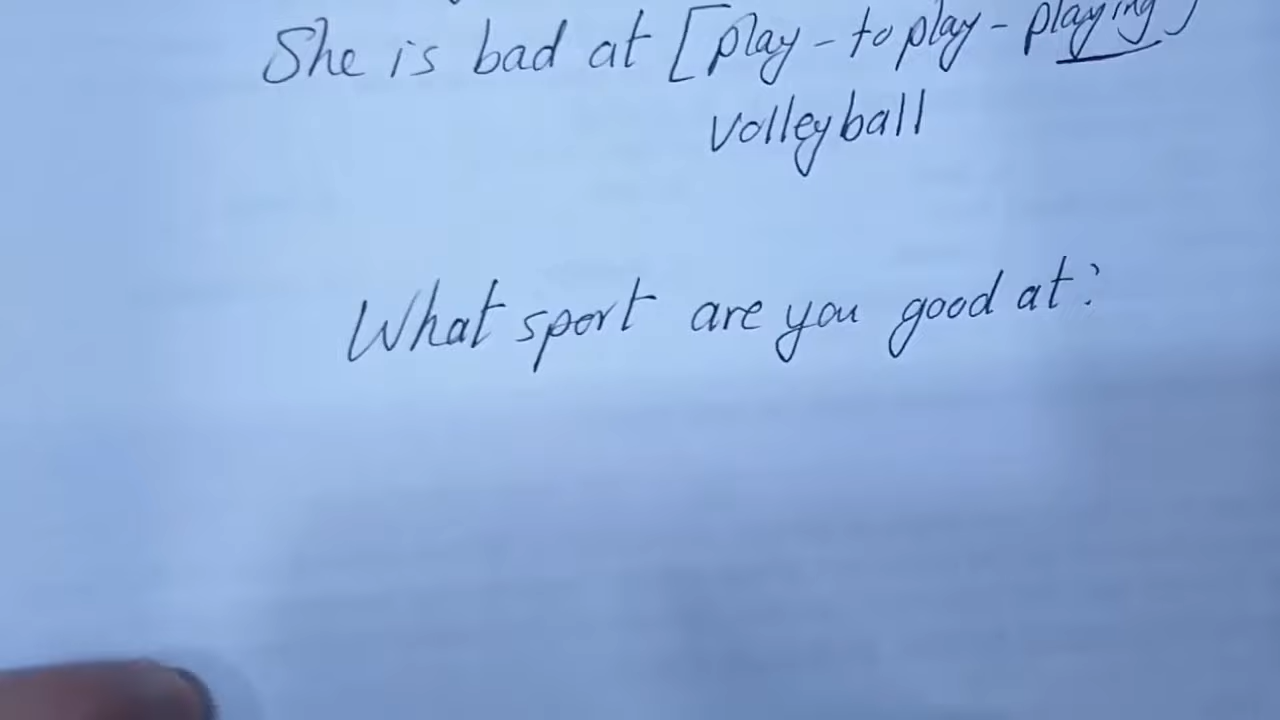 She is bad at [play - to play - playing]
volleyball
What sport are you good at?